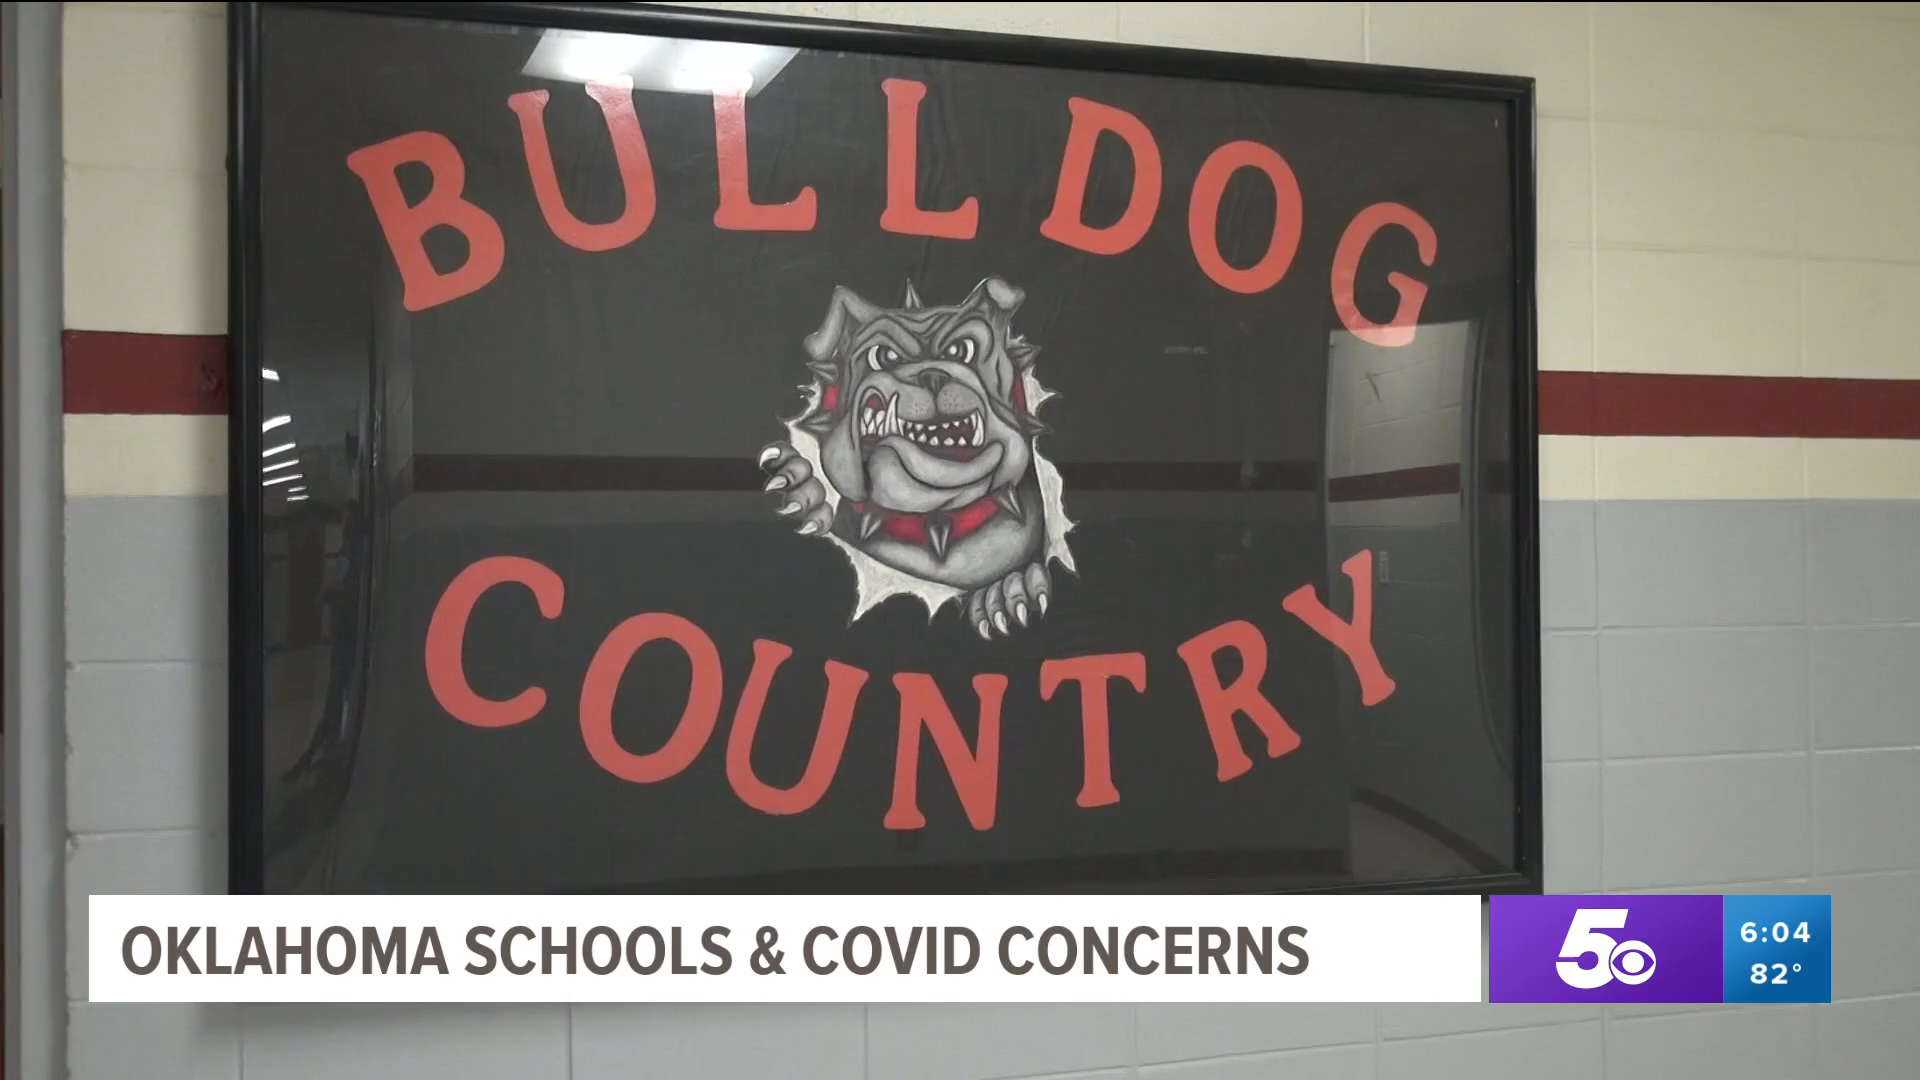 BULLDOG
COUNTRY
OKLAHOMA SCHOOLS & COVID CONCERNS
5
6:04
82°